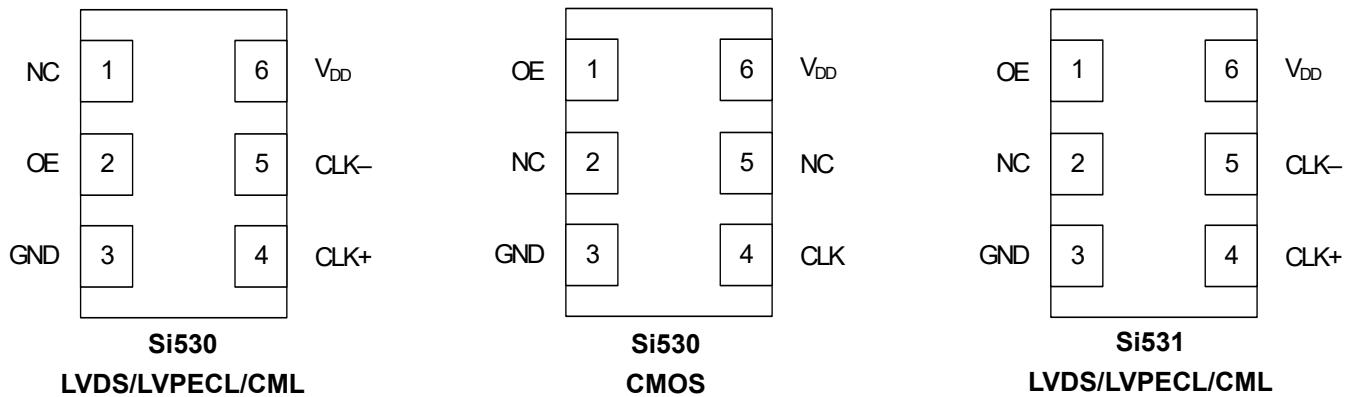 NC 1 6 VDD
OE 2 5 CLK–
GND 3 4 CLK+
Si530
LVDS/LVPECL/CML
OE 1 6 VDD
NC 2 5 NC
GND 3 4 CLK
Si530
CMOS
OE 1 6 VDD
NC 2 5 CLK–
GND 3 4 CLK+
Si531
LVDS/LVPECL/CML